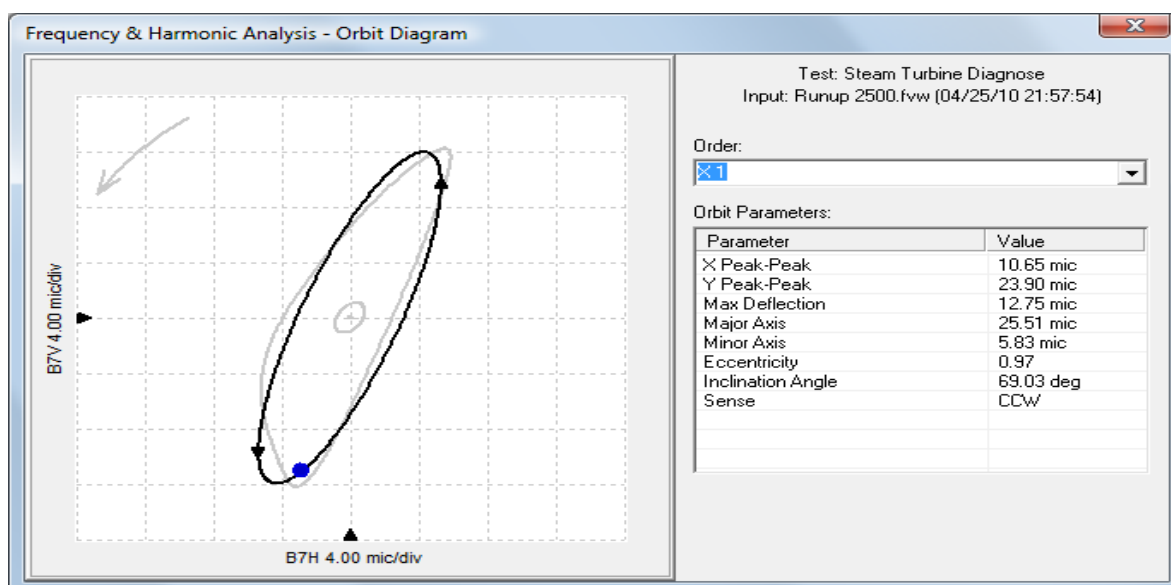 Frequency & Harmonic Analysis - Orbit Diagram
B7V 4.00 mic/div
B7H 4.00 mic/div
Test: Steam Turbine Diagnose
Input: Runup 2500.fvw (04/25/10 21:57:54)
Order:
X 1
Orbit Parameters:
Parameter Value
X Peak-Peak 10.65 mic
Y Peak-Peak 23.90 mic
Max Deflection 12.75 mic
Major Axis 25.51 mic
Minor Axis 5.83 mic
Eccentricity 0.97
Inclination Angle 69.03 deg
Sense CCW